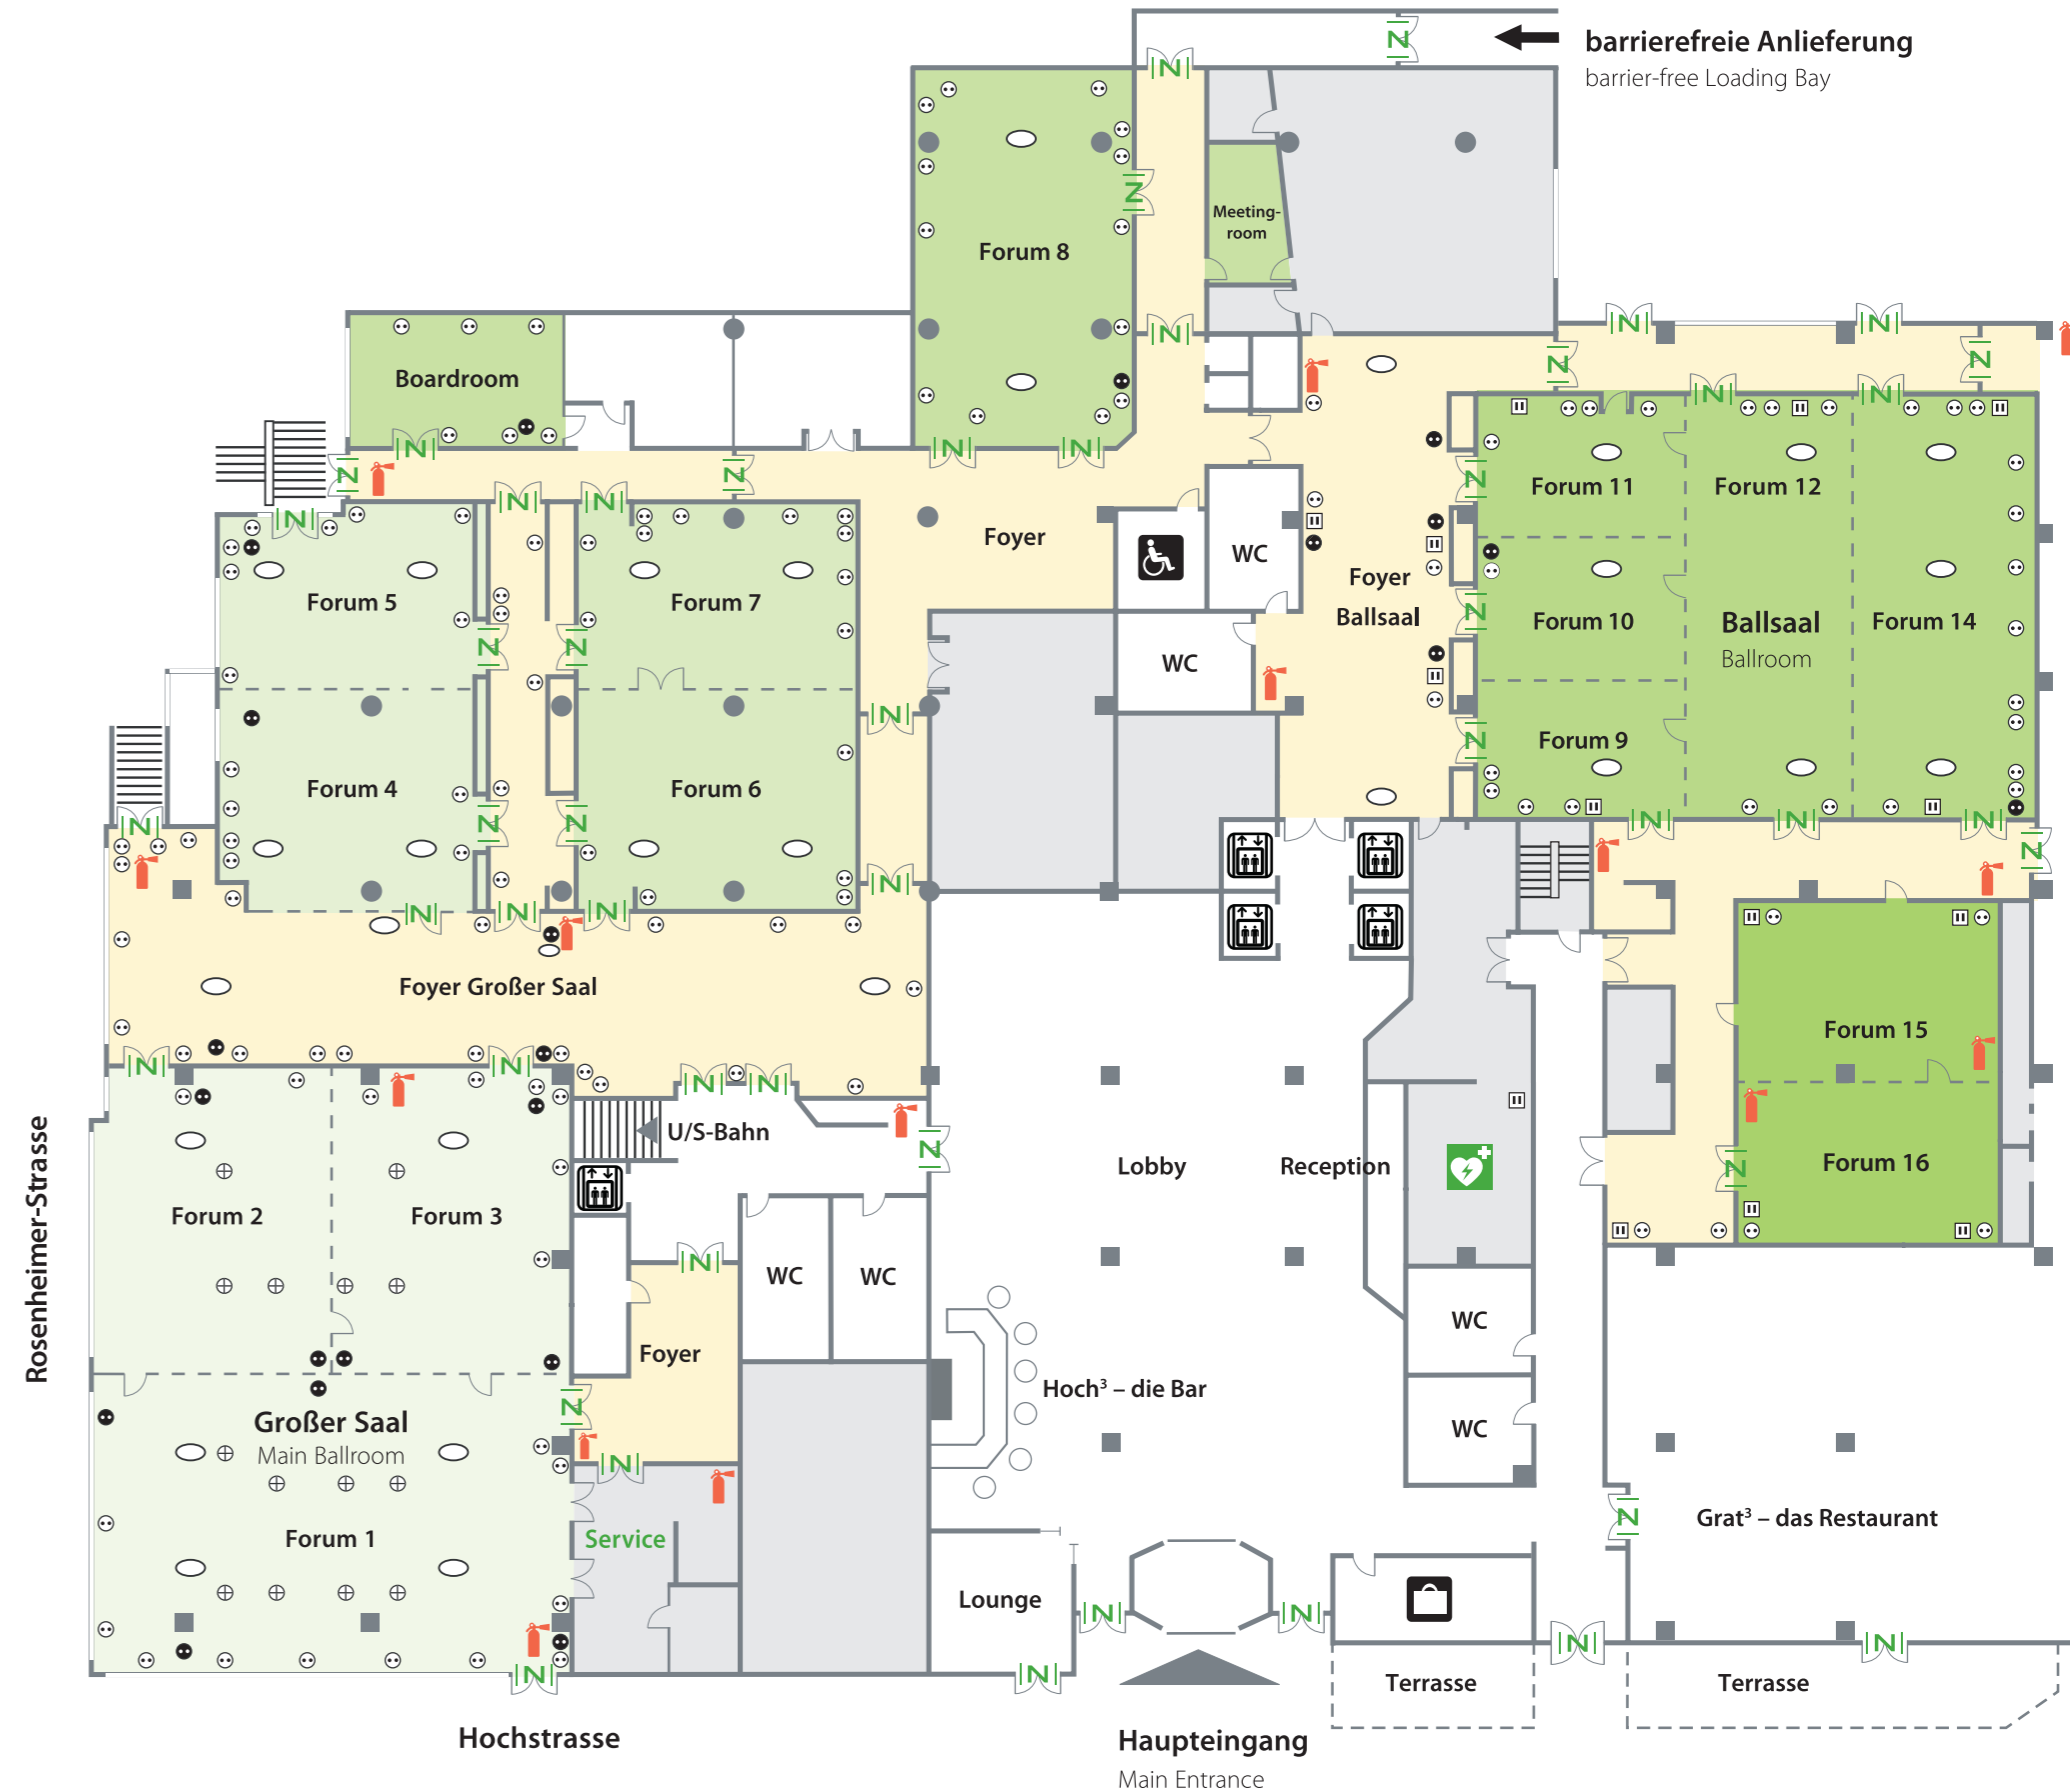 barrierefreie Anlieferung
barrier-free Loading Bay
Meeting-
room
Forum 8
Boardroom
Forum 11
Forum 12
Foyer
WC
Foyer
Ballsaal
Forum 5
Forum 7
Forum 10
Ballsaal
Ballroom
Forum 14
WC
Forum 9
Forum 4
Forum 6
Foyer Großer Saal
Forum 15
U/S-Bahn
Lobby
Reception
Forum 16
Rosenheimer-Strasse
Forum 2
Forum 3
WC
WC
WC
Foyer
Hoch³ – die Bar
Großer Saal
Main Ballroom
WC
Forum 1
Service
Grat³ – das Restaurant
Lounge
Terrasse
Terrasse
Hochstrasse
Haupteingang
Main Entrance